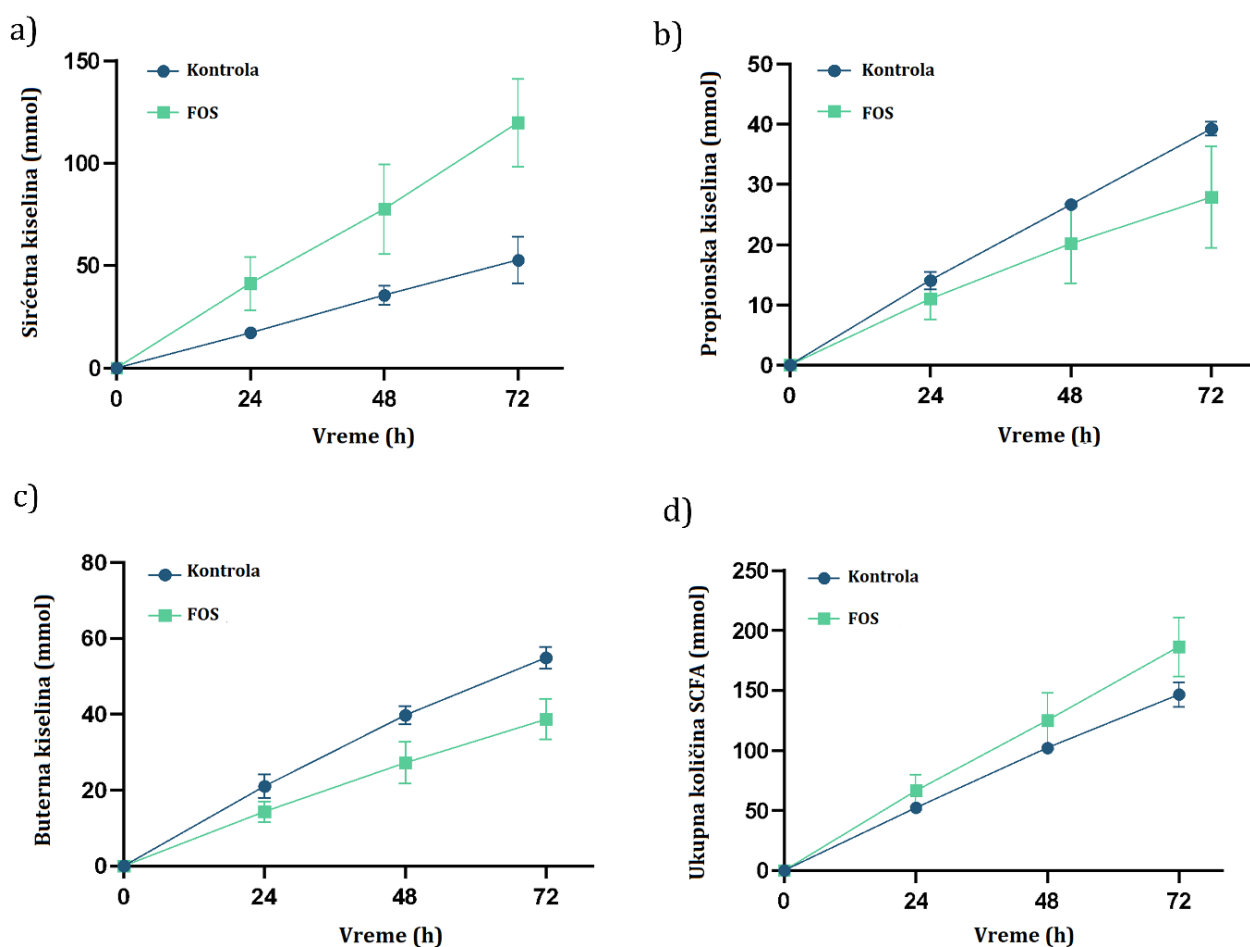 a)
Sirćetna kiselina (mmol)
150
100
50
0
Kontrola
FOS
0 24 48 72
Vreme (h)
b)
Propionska kiselina (mmol)
50
40
30
20
10
0
Kontrola
FOS
0 24 48 72
Vreme (h)
c)
Buterna kiselina (mmol)
80
60
40
20
0
Kontrola
FOS
0 24 48 72
Vreme (h)
d)
Ukupna količina SCFA (mmol)
250
200
150
100
50
0
Kontrola
FOS
0 24 48 72
Vreme (h)